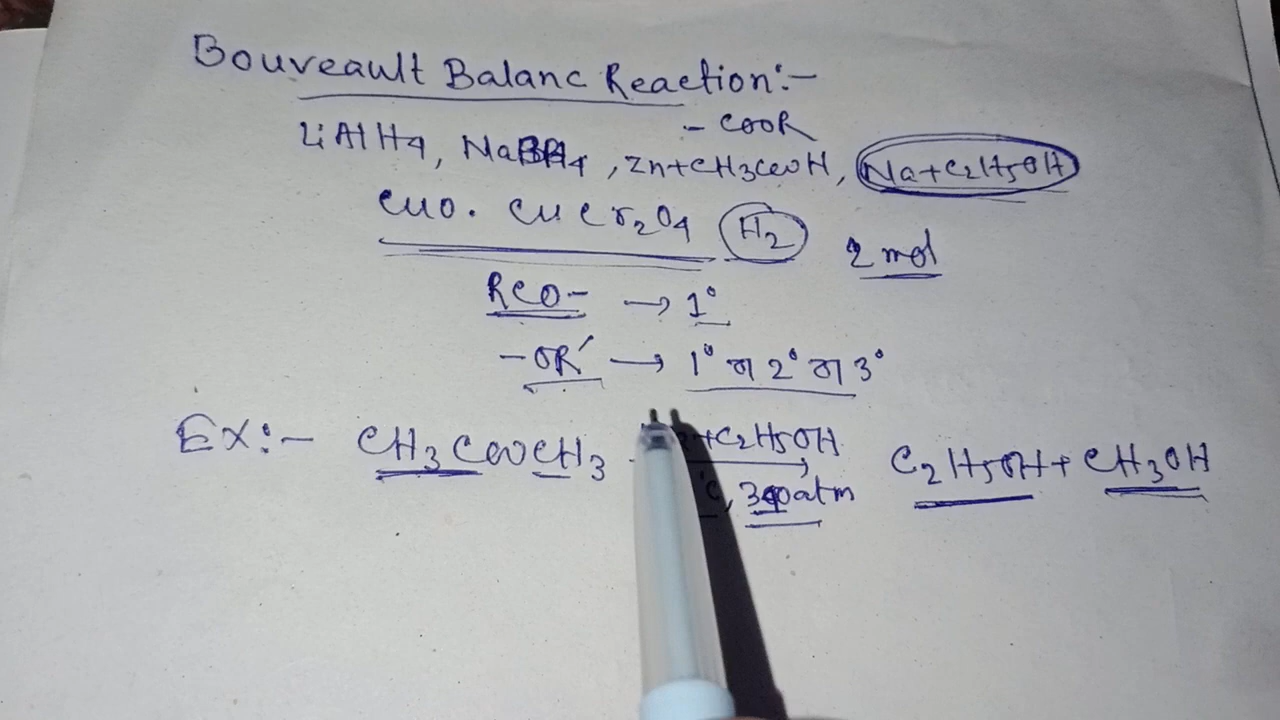 Bouveault Balanc Reaction:-
- COOR
LiAlH4, NaBH4, Zn+CH3COOH, Na+C2H5OH
CuO. CuCr2O4 H2
2 mol
RCO- → 1°
-OR' → 1° या 2° या 3°
Ex:- CH3COOCH3 +C2H5OH → C2H5OH + CH3OH
°C, 300atm